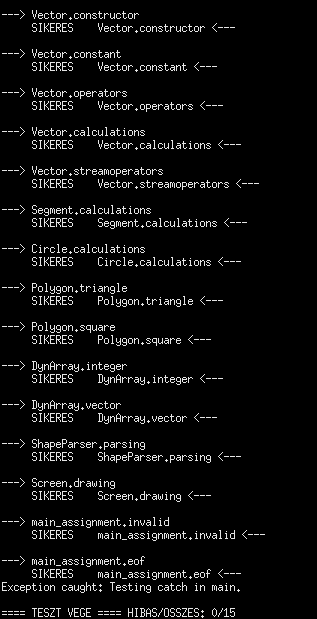 ---> Vector.constructor
SIKERES Vector.constructor <---
---> Vector.constant
SIKERES Vector.constant <---
---> Vector.operators
SIKERES Vector.operators <---
---> Vector.calculations
SIKERES Vector.calculations <---
---> Vector.streamoperators
SIKERES Vector.streamoperators <---
---> Segment.calculations
SIKERES Segment.calculations <---
---> Circle.calculations
SIKERES Circle.calculations <---
---> Polygon.triangle
SIKERES Polygon.triangle <---
---> Polygon.square
SIKERES Polygon.square <---
---> DynArray.integer
SIKERES DynArray.integer <---
---> DynArray.vector
SIKERES DynArray.vector <---
---> ShapeParser.parsing
SIKERES ShapeParser.parsing <---
---> Screen.drawing
SIKERES Screen.drawing <---
---> main_assignment.invalid
SIKERES main_assignment.invalid <---
---> main_assignment.eof
SIKERES main_assignment.eof <---
Exception caught: Testing catch in main.
==== TESZT VEGE ==== HIBAS/OSSZES: 0/15